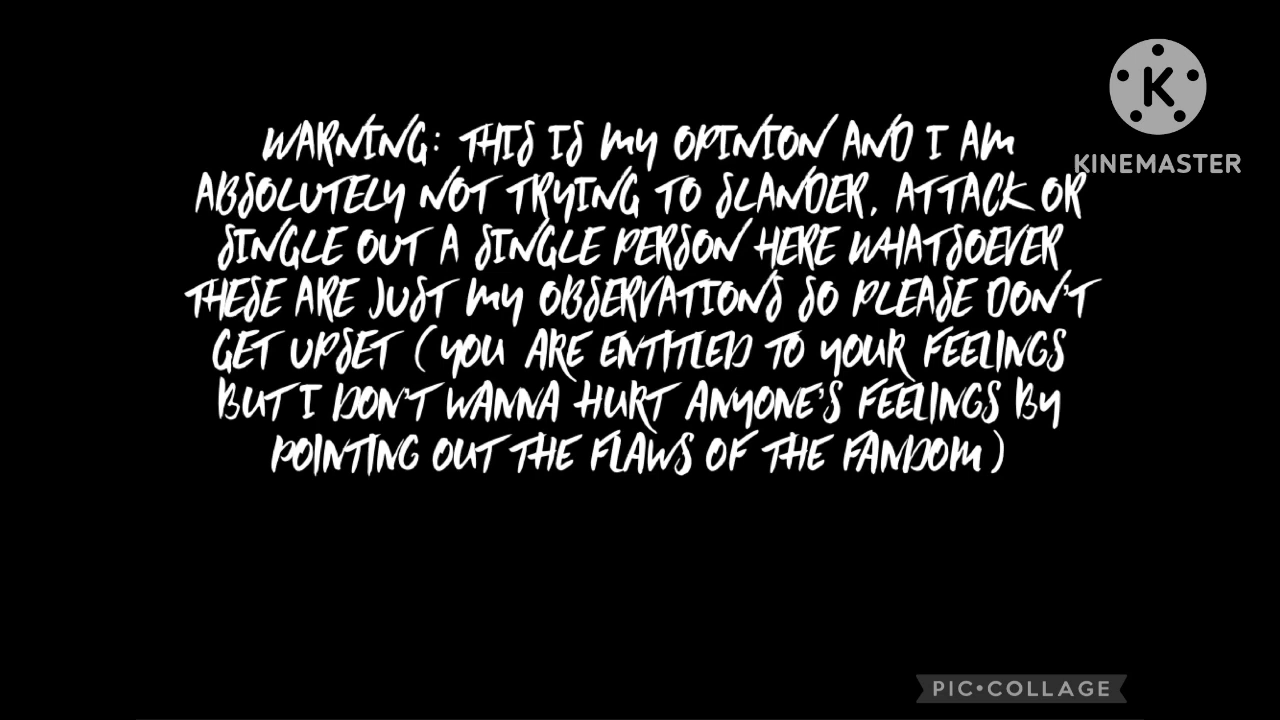 WARNING: THIS IS MY OPINION AND I AM
ABSOLUTELY NOT TRYING TO SLANDER, ATTACK OR
SINGLE OUT A SINGLE PERSON HERE WHATSOEVER
THESE ARE JUST MY OBSERVATIONS SO PLEASE DON'T
GET UPSET (YOU ARE ENTITLED TO YOUR FEELINGS
BUT I DON'T WANNA HURT ANYONE'S FEELINGS BY
POINTING OUT THE FLAWS OF THE FANDOM)
K
KINEMASTER
PIC•COLLAGE